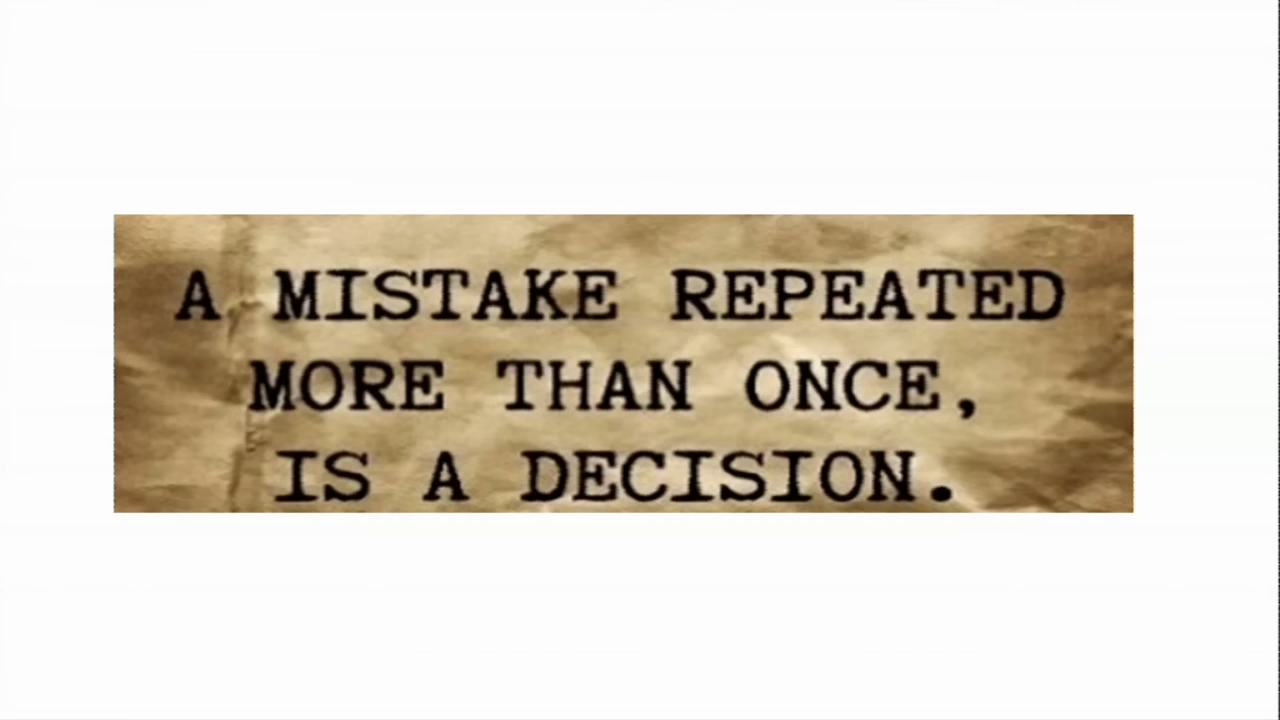 A MISTAKE REPEATED
MORE THAN ONCE,
IS A DECISION.